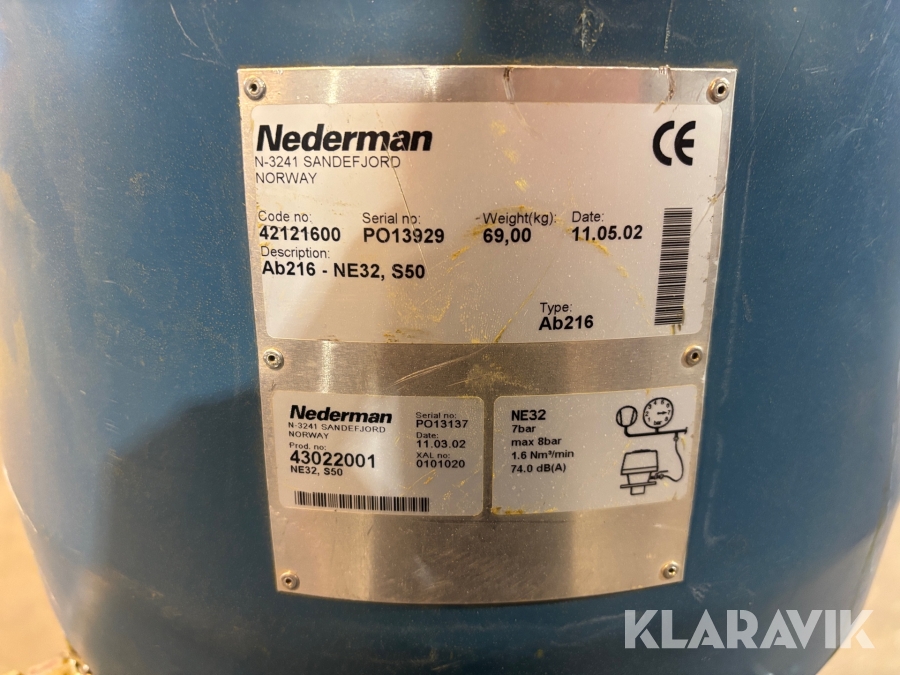 Nederman
N-3241 SANDEFJORD
NORWAY
CE
Code no: Serial no: Weight(kg): Date:
42121600 PO13929 69,00 11.05.02
Description:
Ab216 - NE32, S50
Type:
Ab216
Nederman
N-3241 SANDEFJORD
NORWAY
Prod. no:
43022001
NE32, S50
Serial no:
PO13137
Date:
11.03.02
XAL no:
0101020
NE32
7bar
max 8bar
1.6 Nm³/min
74.0 dB(A)
KLARAVIK